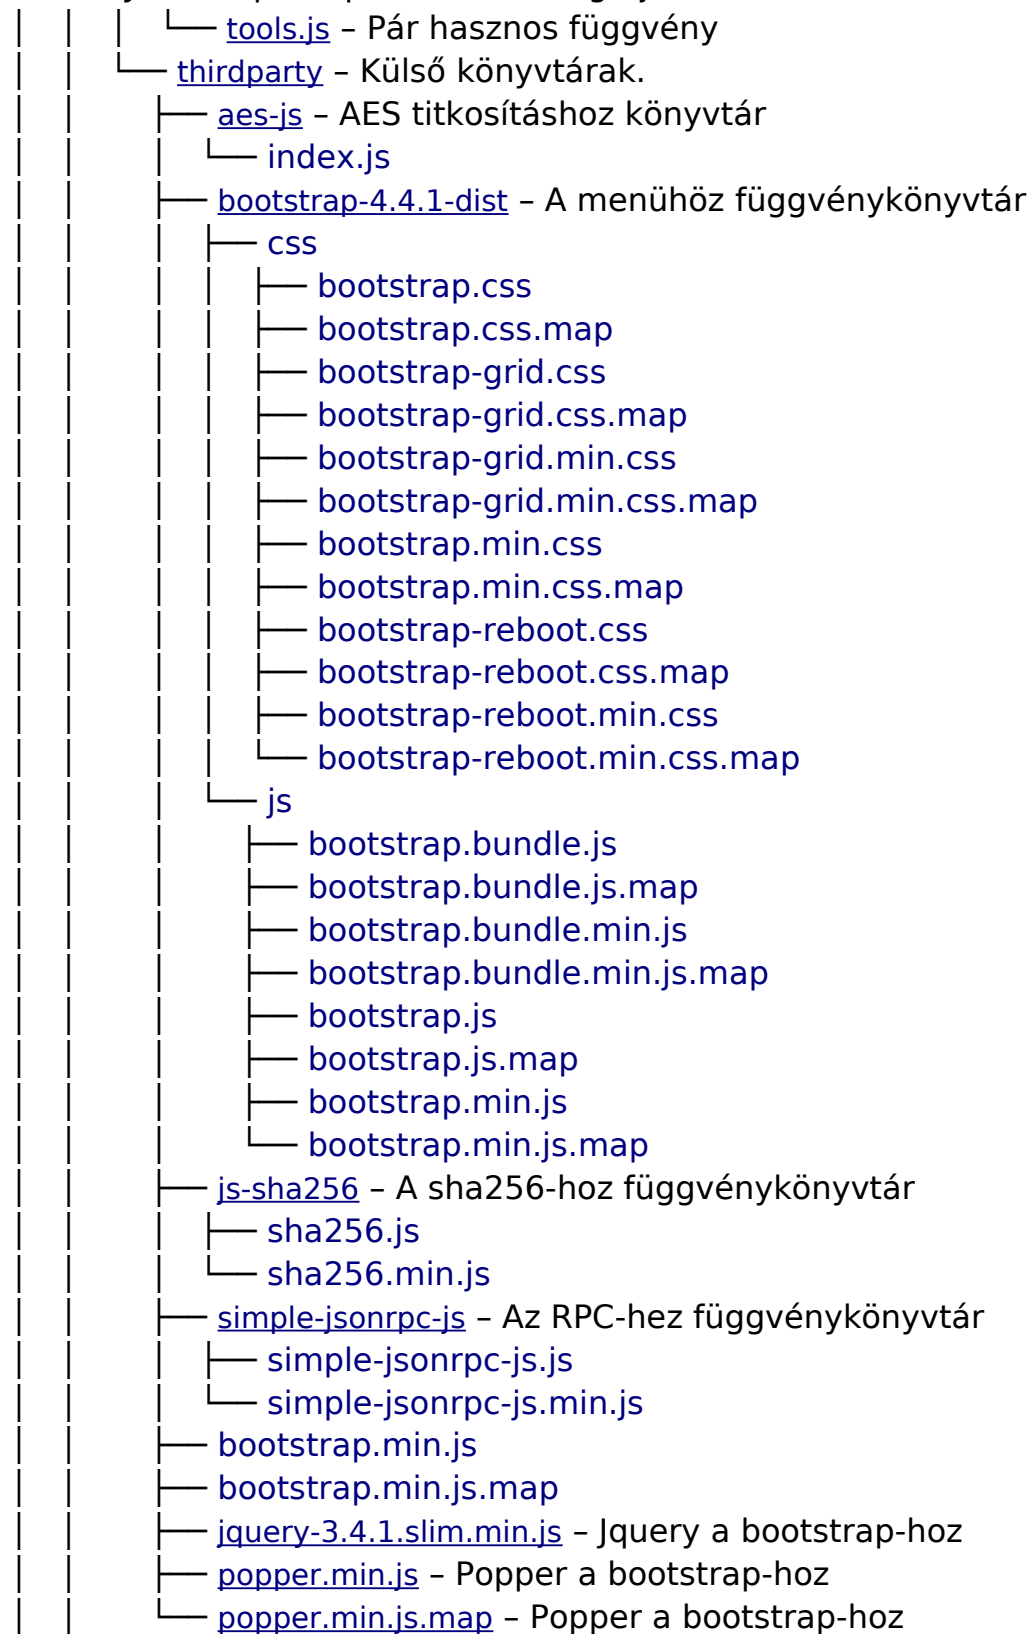 tools.js – Pár hasznos függvény
thirdparty – Külső könyvtárak.
aes-js – AES titkosításhoz könyvtár
index.js
bootstrap-4.4.1-dist – A menühöz függvénykönyvtár
css
bootstrap.css
bootstrap.css.map
bootstrap-grid.css
bootstrap-grid.css.map
bootstrap-grid.min.css
bootstrap-grid.min.css.map
bootstrap.min.css
bootstrap.min.css.map
bootstrap-reboot.css
bootstrap-reboot.css.map
bootstrap-reboot.min.css
bootstrap-reboot.min.css.map
js
bootstrap.bundle.js
bootstrap.bundle.js.map
bootstrap.bundle.min.js
bootstrap.bundle.min.js.map
bootstrap.js
bootstrap.js.map
bootstrap.min.js
bootstrap.min.js.map
js-sha256 – A sha256-hoz függvénykönyvtár
sha256.js
sha256.min.js
simple-jsonrpc-js – Az RPC-hez függvénykönyvtár
simple-jsonrpc-js.js
simple-jsonrpc-js.min.js
bootstrap.min.js
bootstrap.min.js.map
jquery-3.4.1.slim.min.js – Jquery a bootstrap-hoz
popper.min.js – Popper a bootstrap-hoz
popper.min.js.map – Popper a bootstrap-hoz